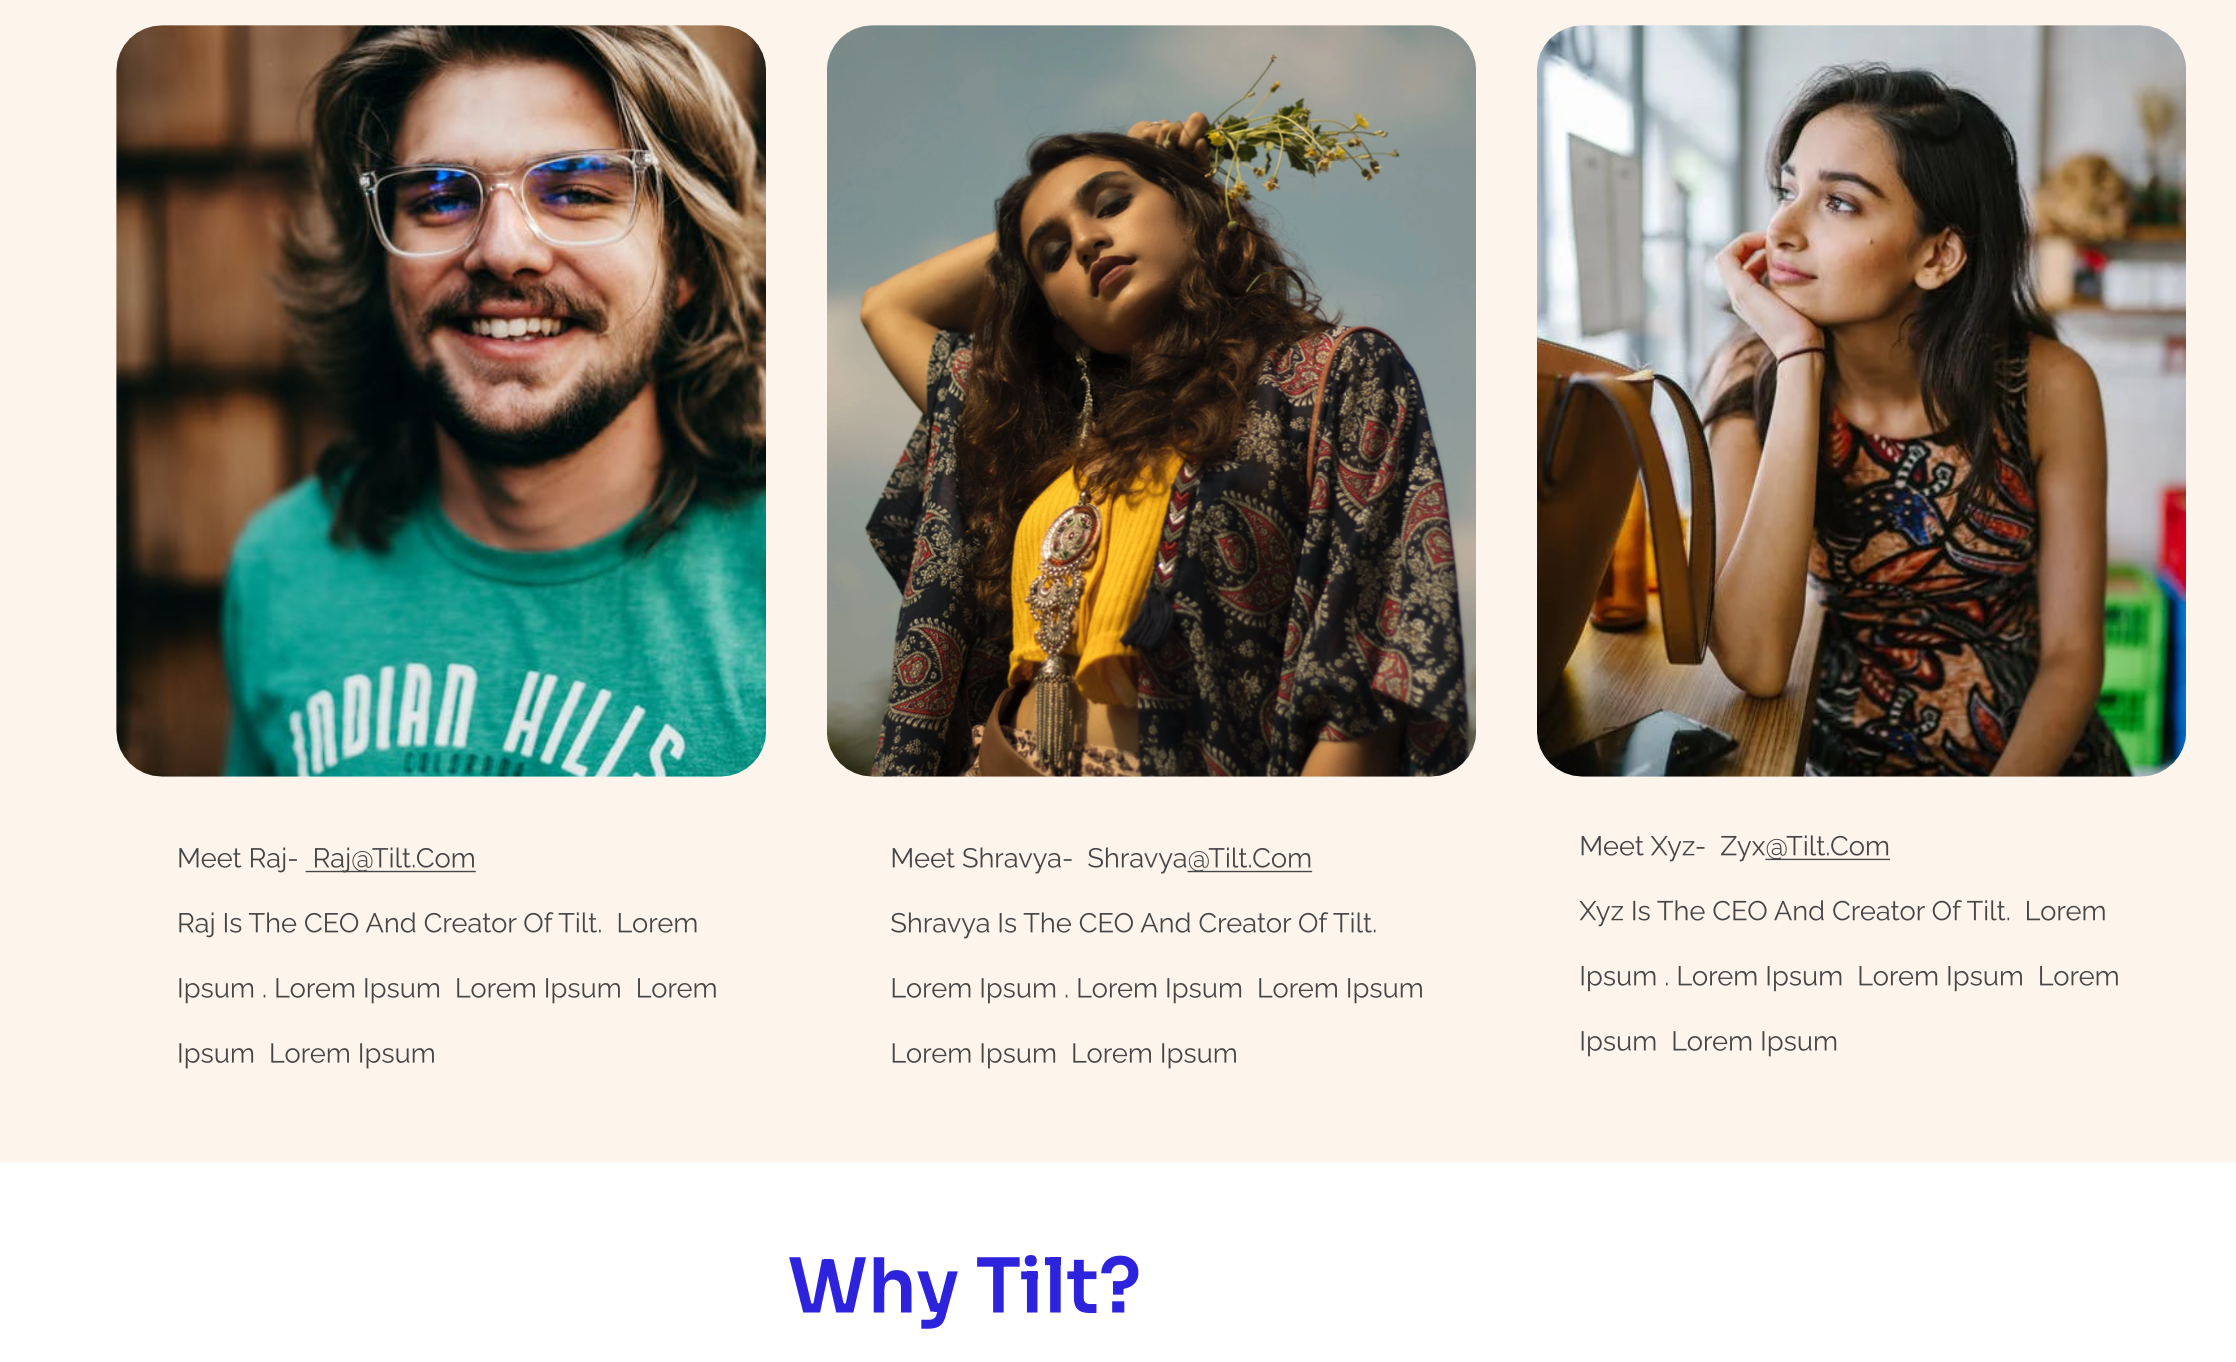 INDIAN HILLS
COLORADO
Meet Raj-  Raj@Tilt.Com
Raj Is The CEO And Creator Of Tilt.  Lorem
Ipsum . Lorem Ipsum  Lorem Ipsum  Lorem
Ipsum  Lorem Ipsum
Meet Shravya-  Shravya@Tilt.Com
Shravya Is The CEO And Creator Of Tilt.
Lorem Ipsum . Lorem Ipsum  Lorem Ipsum
Lorem Ipsum  Lorem Ipsum
Meet Xyz-  Zyx@Tilt.Com
Xyz Is The CEO And Creator Of Tilt.  Lorem
Ipsum . Lorem Ipsum  Lorem Ipsum  Lorem
Ipsum  Lorem Ipsum
Why Tilt?